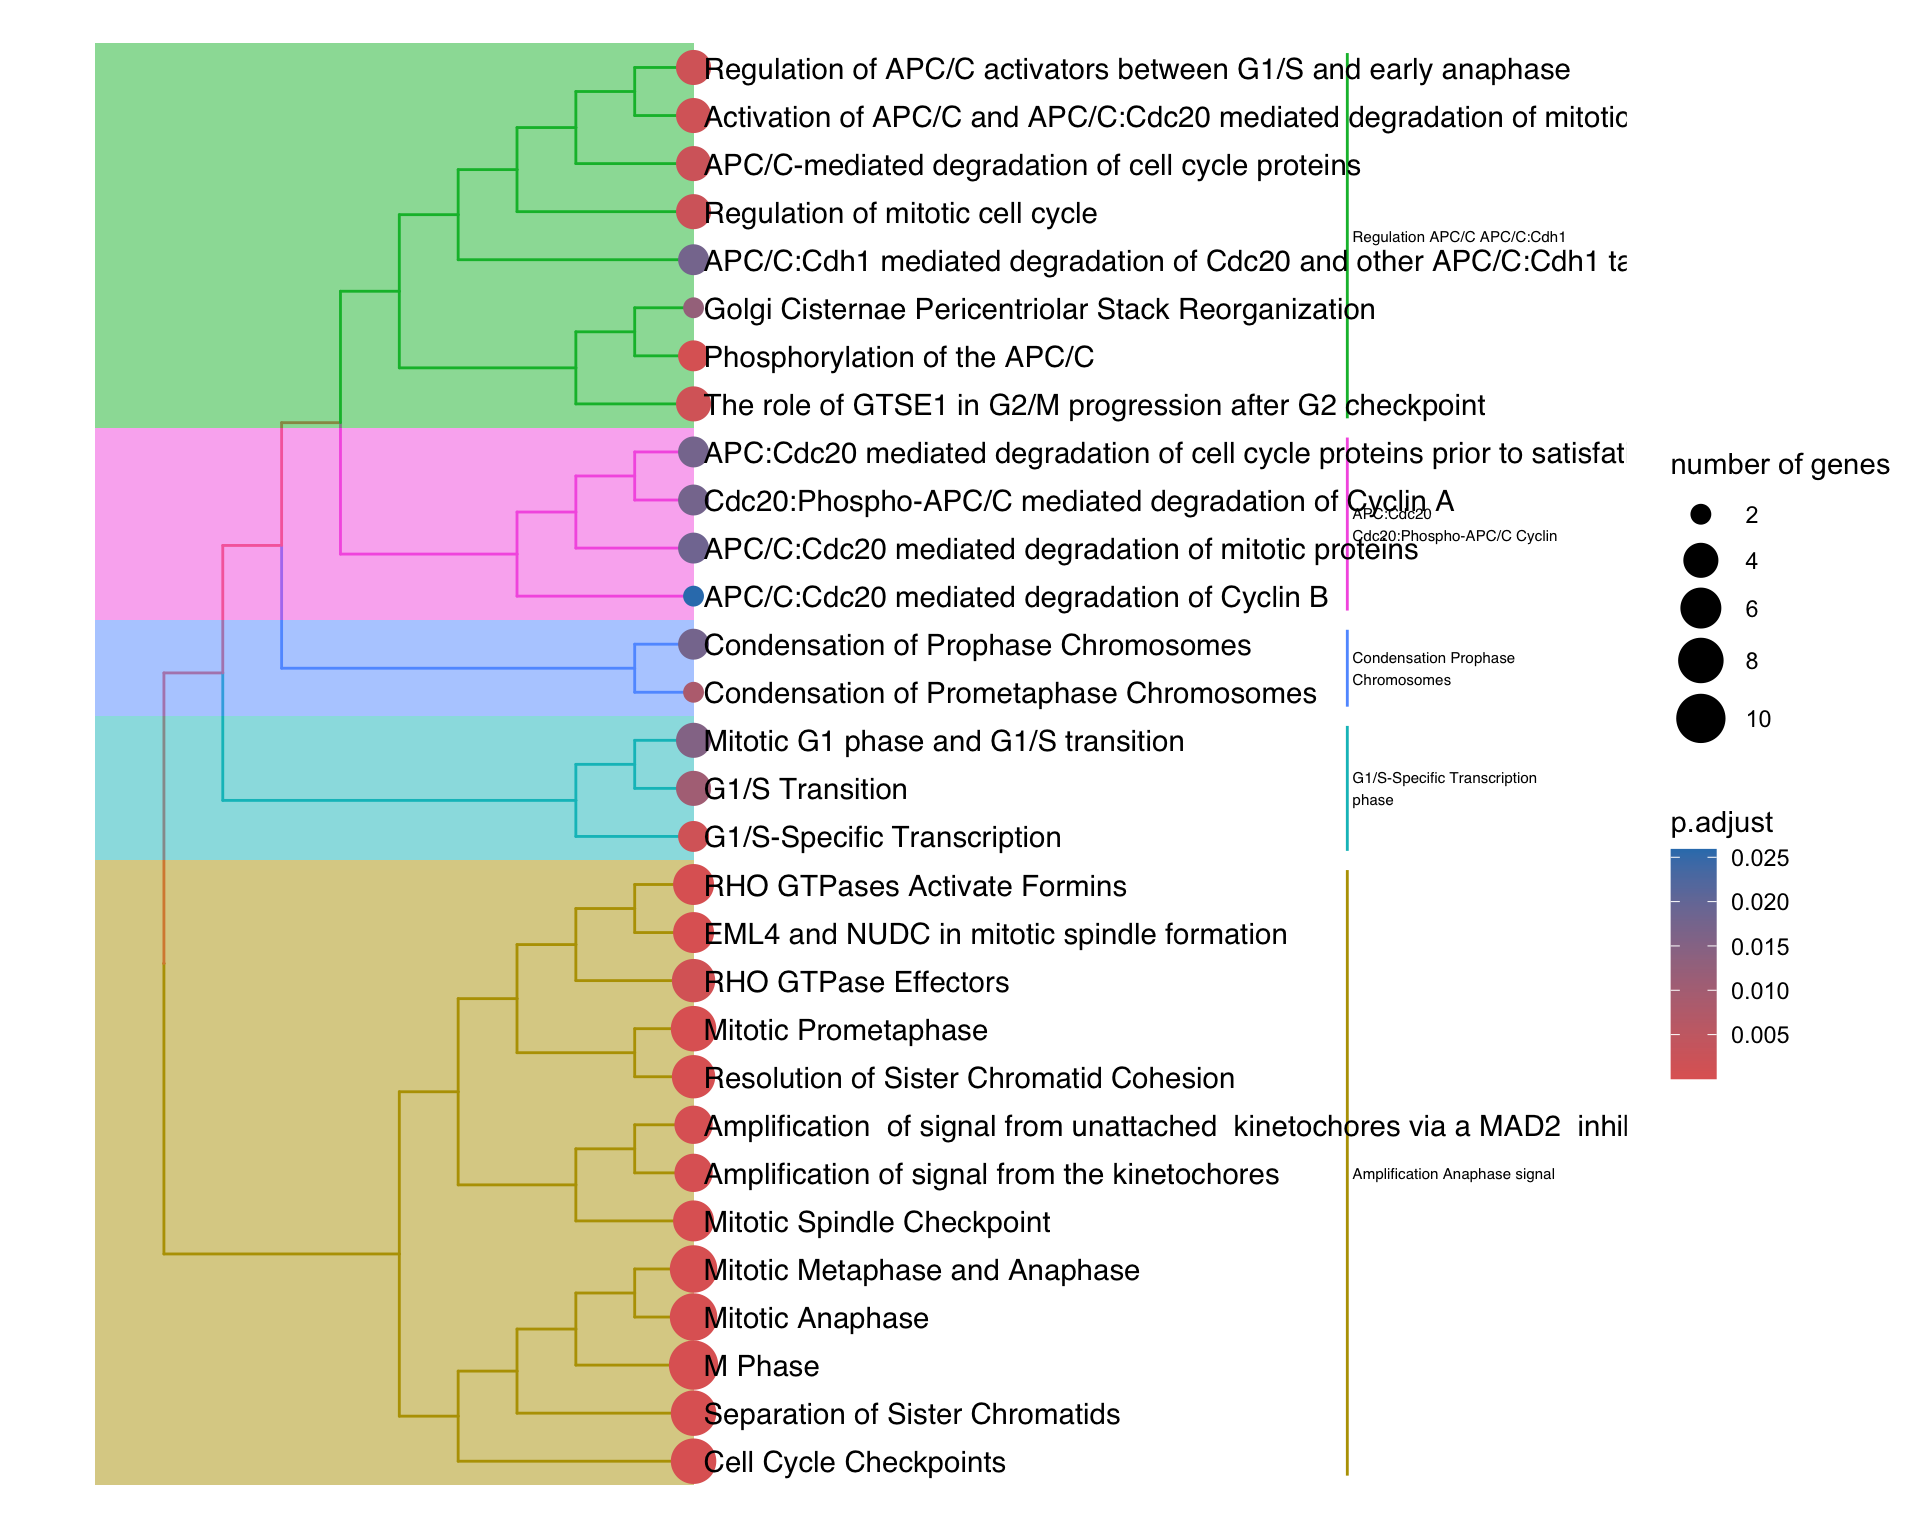 Regulation of APC/C activators between G1/S and early anaphase
Activation of APC/C and APC/C:Cdc20 mediated degradation of mitotic
APC/C-mediated degradation of cell cycle proteins
Regulation of mitotic cell cycle
Regulation APC/C APC/C:Cdh1
APC/C:Cdh1 mediated degradation of Cdc20 and other APC/C:Cdh1 ta
Golgi Cisternae Pericentriolar Stack Reorganization
Phosphorylation of the APC/C
The role of GTSE1 in G2/M progression after G2 checkpoint
APC:Cdc20 mediated degradation of cell cycle proteins prior to satisfati
Cdc20:Phospho-APC/C mediated degradation of Cyclin A
APC:Cdc20
Cdc20:Phospho-APC/C Cyclin
APC/C:Cdc20 mediated degradation of mitotic proteins
APC/C:Cdc20 mediated degradation of Cyclin B
Condensation of Prophase Chromosomes
Condensation Prophase
Chromosomes
Condensation of Prometaphase Chromosomes
Mitotic G1 phase and G1/S transition
G1/S Transition
G1/S-Specific Transcription
phase
G1/S-Specific Transcription
RHO GTPases Activate Formins
EML4 and NUDC in mitotic spindle formation
RHO GTPase Effectors
Mitotic Prometaphase
Resolution of Sister Chromatid Cohesion
Amplification  of signal from unattached  kinetochores via a MAD2  inhil
Amplification of signal from the kinetochores
Amplification Anaphase signal
Mitotic Spindle Checkpoint
Mitotic Metaphase and Anaphase
Mitotic Anaphase
M Phase
Separation of Sister Chromatids
Cell Cycle Checkpoints
number of genes
2
4
6
8
10
p.adjust
0.025
0.020
0.015
0.010
0.005